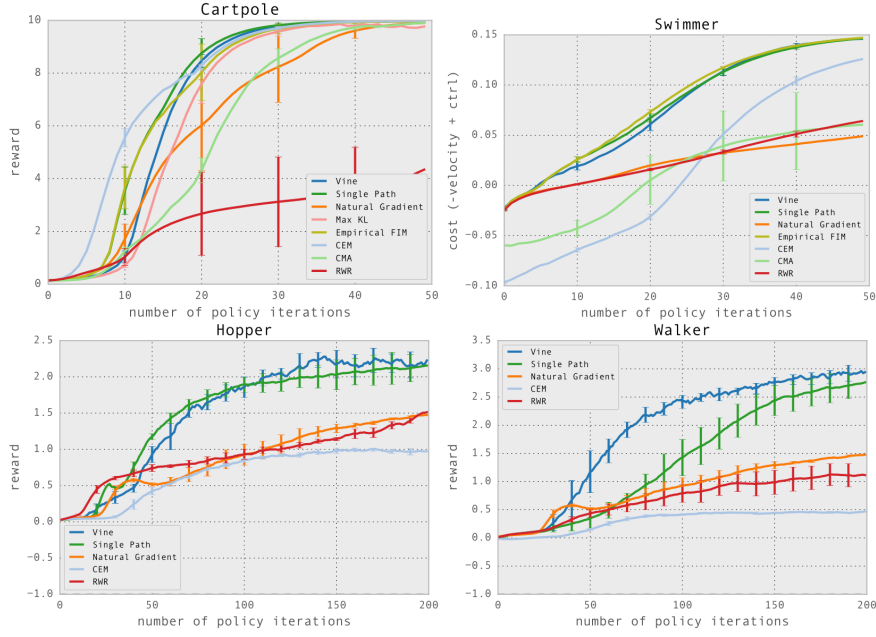 Cartpole
10
8
6
4
2
0
reward
0 10 20 30 40 50
number of policy iterations
Vine
Single Path
Natural Gradient
Max KL
Empirical FIM
CEM
CMA
RWR
Swimmer
0.15
0.10
0.05
0.00
−0.05
−0.10
cost (-velocity + ctrl)
0 10 20 30 40 50
number of policy iterations
Vine
Single Path
Natural Gradient
Empirical FIM
CEM
CMA
RWR
Hopper
2.5
2.0
1.5
1.0
0.5
0.0
−0.5
−1.0
reward
0 50 100 150 200
number of policy iterations
Vine
Single Path
Natural Gradient
CEM
RWR
Walker
3.5
3.0
2.5
2.0
1.5
1.0
0.5
0.0
−0.5
−1.0
reward
0 50 100 150 200
number of policy iterations
Vine
Single Path
Natural Gradient
CEM
RWR